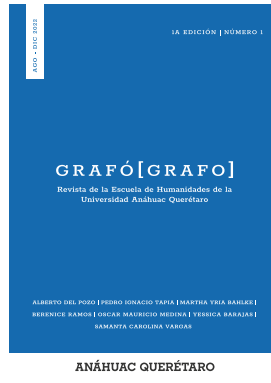 AGO - DIC 2022
1A EDICIÓN | NÚMERO 1
GRAFÓ[GRAFO]
Revista de la Escuela de Humanidades de la
Universidad Anáhuac Querétaro
ALBERTO DEL POZO | PEDRO IGNACIO TAPIA | MARTHA YRIA BAHLKE |
BERENICE RAMOS | OSCAR MAURICIO MEDINA | YESSICA BARAJAS |
SAMANTA CAROLINA VARGAS
ANÁHUAC QUERÉTARO